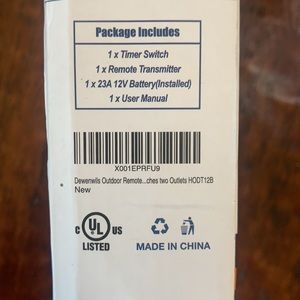 Package Includes
1 x Timer Switch
1 x Remote Transmitter
1 x 23A 12V Battery(Installed)
1 x User Manual
X001EPRFU9
Dewenwils Outdoor Remote...ches two Outlets HODT12B
New
C UL US
LISTED
MADE IN CHINA